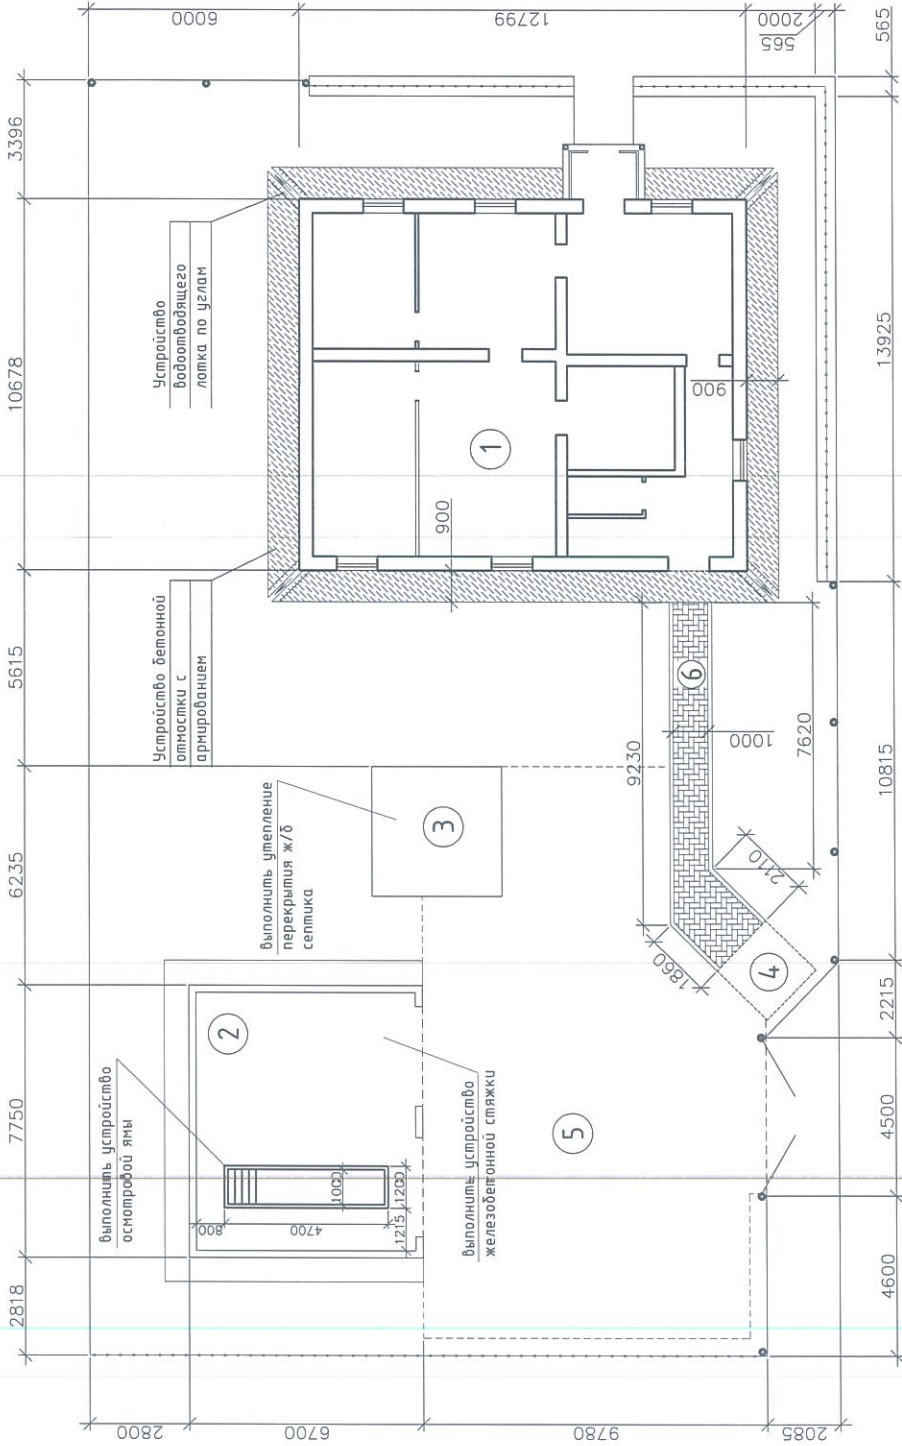 2818
7750
6235
5615
10678
3396
6000
12799
2000
565
565
Устройство
водоотводящего
лотка по углам
Устройство бетонной
отмостки с
армированием
выполнить утепление
перекрытия ж/б
септика
выполнить устройство
осмотровой ямы
выполнить устройство
железобетонной стяжки
1
2
3
4
5
6
900
900
800
4700
1000
1200
1215
9230
1000
7620
2110
1860
2800
6700
9780
2085
4600
4500
2215
10815
13925